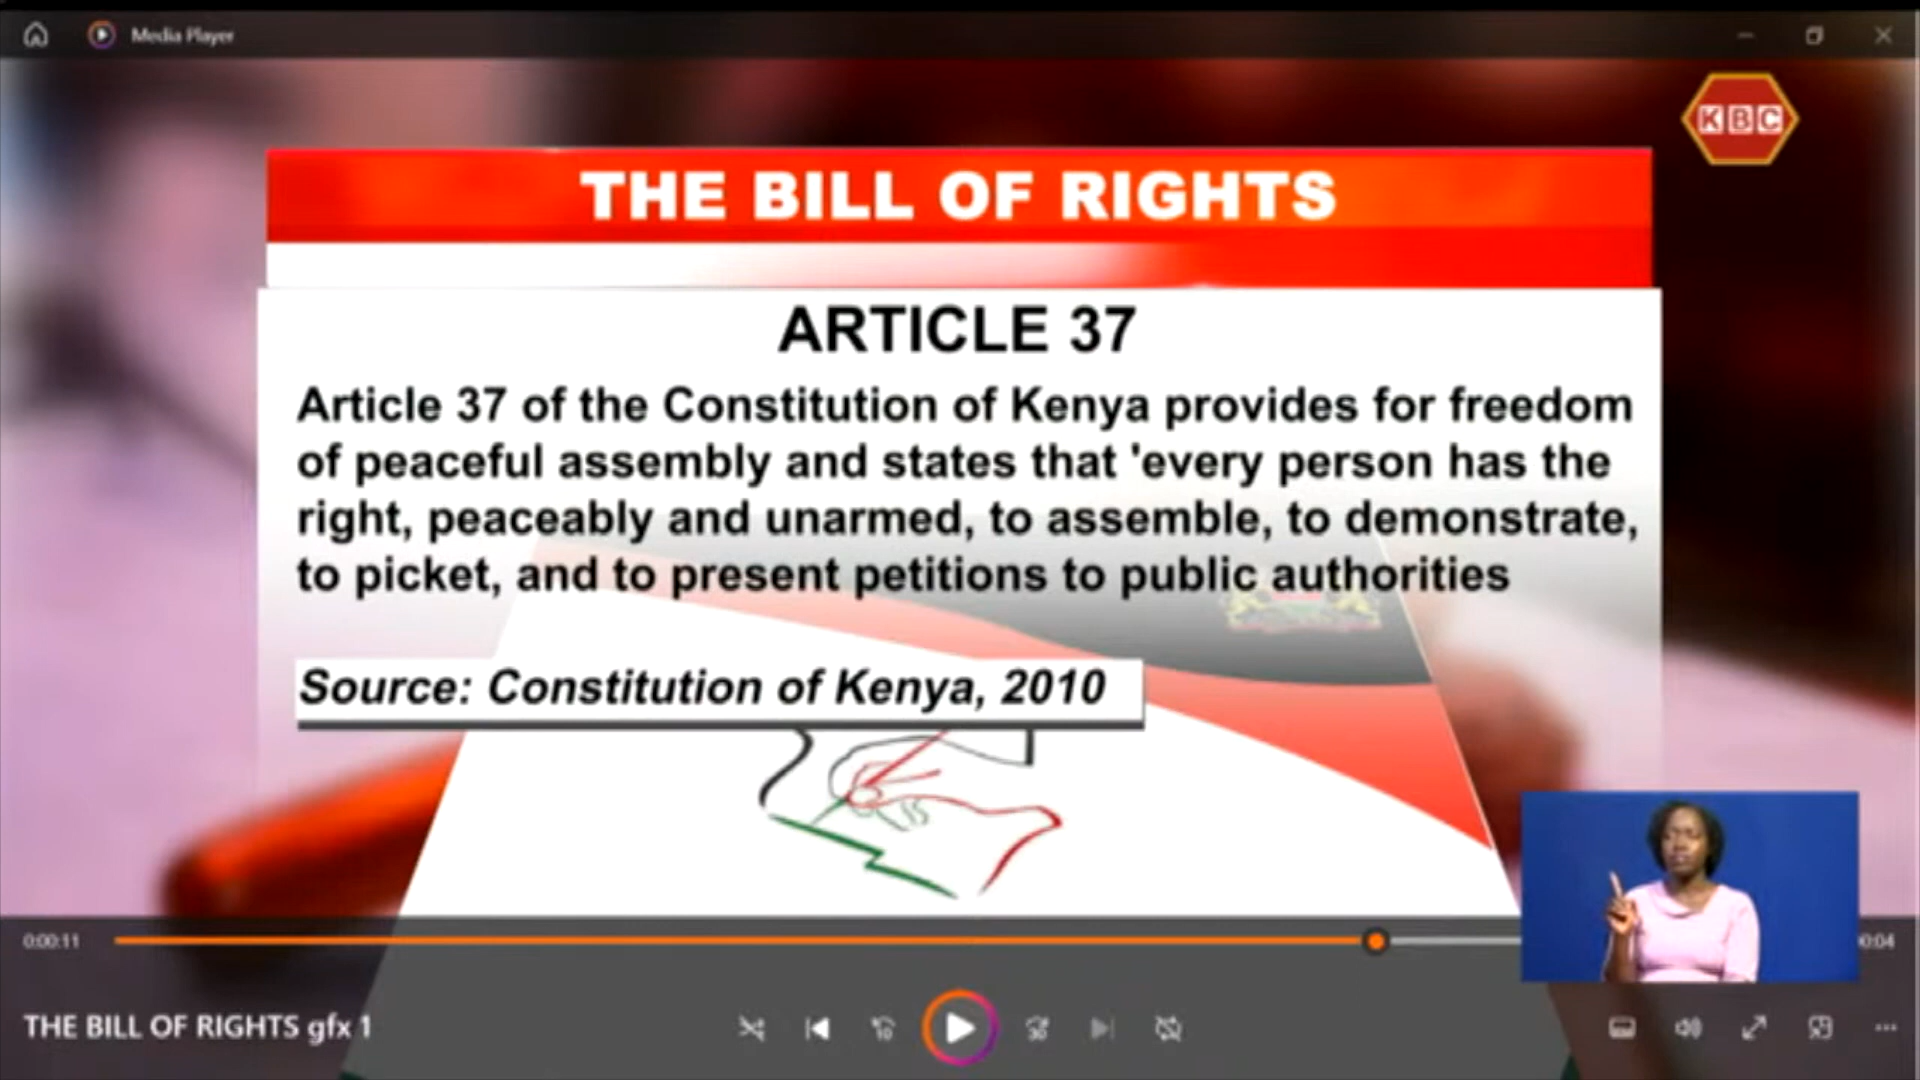 Media Player
KBC
THE BILL OF RIGHTS
ARTICLE 37
Article 37 of the Constitution of Kenya provides for freedom
of peaceful assembly and states that 'every person has the
right, peaceably and unarmed, to assemble, to demonstrate,
to picket, and to present petitions to public authorities
Source: Constitution of Kenya, 2010
0:00:11
0:04
THE BILL OF RIGHTS gfx 1
10
30